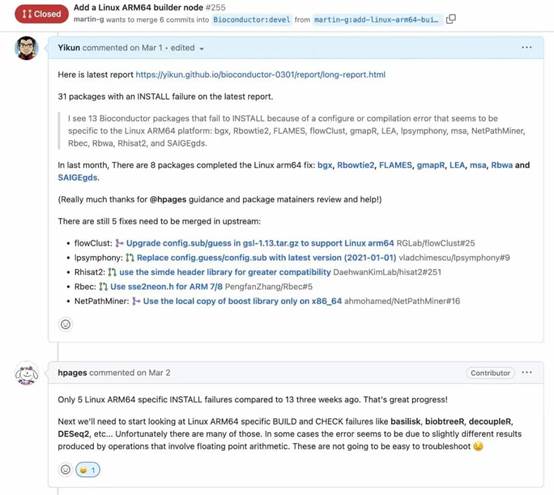 Closed
Add a Linux ARM64 builder node #255
martin-g wants to merge 6 commits into Bioconductor:devel from martin-g:add-linux-arm64-bui…
Yikun commented on Mar 1 • edited
Here is latest report https://yikun.github.io/bioconductor-0301/report/long-report.html
31 packages with an INSTALL failure on the latest report.
I see 13 Bioconductor packages that fail to INSTALL because of a configure or compilation error that seems to
be specific to the Linux ARM64 platform: bgx, Rbowtie2, FLAMES, flowClust, gmapR, LEA, lpsymphony, msa, NetPathMiner,
Rbec, Rbwa, Rhisat2, and SAIGEgds.
In last month, There are 8 packages completed the Linux arm64 fix: bgx, Rbowtie2, FLAMES, gmapR, LEA, msa, Rbwa and
SAIGEgds.
(Really much thanks for @hpages guidance and package matainers review and help!)
There are still 5 fixes need to be merged in upstream:
• flowClust: Upgrade config.sub/guess in gsl-1.13.tar.gz to support Linux arm64 RGLab/flowClust#25
• lpsymphony: Replace config.guess/config.sub with latest version (2021-01-01) vladchimescu/lpsymphony#9
• Rhisat2: use the simde header library for greater compatibility DaehwanKimLab/hisat2#251
• Rbec: Use sse2neon.h for ARM 7/8 PengfanZhang/Rbec#5
• NetPathMiner: Use the local copy of boost library only on x86_64 ahmohamed/NetPathMiner#16
hpages commented on Mar 2
Contributor
Only 5 Linux ARM64 specific INSTALL failures compared to 13 three weeks ago. That's great progress!
Next we'll need to start looking at Linux ARM64 specific BUILD and CHECK failures like basilisk, biobtreeR, decoupleR,
DESeq2, etc... Unfortunately there are many of those. In some cases the error seems to be due to slightly different results
produced by operations that involve floating point arithmetic. These are not going to be easy to troubleshoot 😉
1